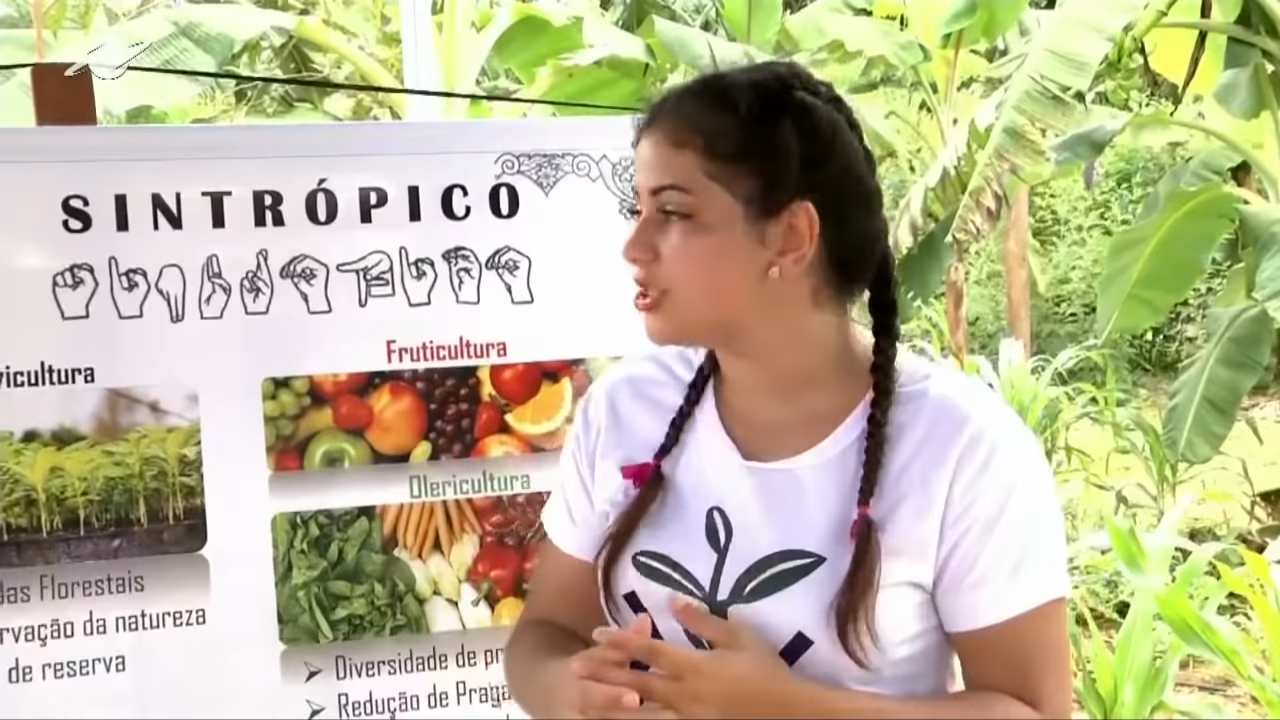 SINTRÓPICO
Fruticultura
vicultura
Olericultura
das Florestais
rvação da natureza
de reserva
Diversidade de pr
Redução de Praga